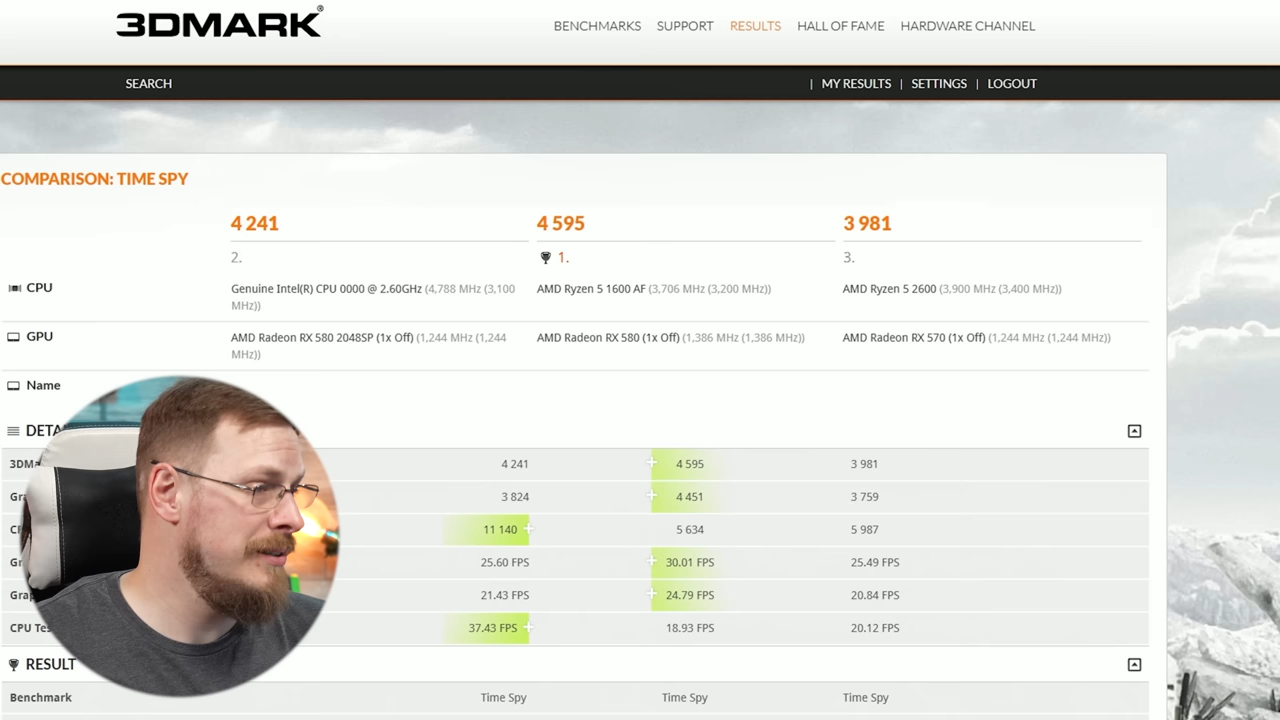 3DMARK®
BENCHMARKS SUPPORT RESULTS HALL OF FAME HARDWARE CHANNEL
SEARCH | MY RESULTS | SETTINGS | LOGOUT
COMPARISON: TIME SPY
4 241 4 595 3 981
2. 1. 3.
CPU Genuine Intel(R) CPU 0000 @ 2.60GHz (4,788 MHz (3,100 AMD Ryzen 5 1600 AF (3,706 MHz (3,200 MHz)) AMD Ryzen 5 2600 (3,900 MHz (3,400 MHz))
MHz))
GPU AMD Radeon RX 580 2048SP (1x Off) (1,244 MHz (1,244 AMD Radeon RX 580 (1x Off) (1,386 MHz (1,386 MHz)) AMD Radeon RX 570 (1x Off) (1,244 MHz (1,244 MHz))
MHz))
Name
4 241 4 595 3 981
3 824 4 451 3 759
11 140 5 634 5 987
25.60 FPS 30.01 FPS 25.49 FPS
21.43 FPS 24.79 FPS 20.84 FPS
CPU 37.43 FPS 18.93 FPS 20.12 FPS
RESULT
Benchmark Time Spy Time Spy Time Spy